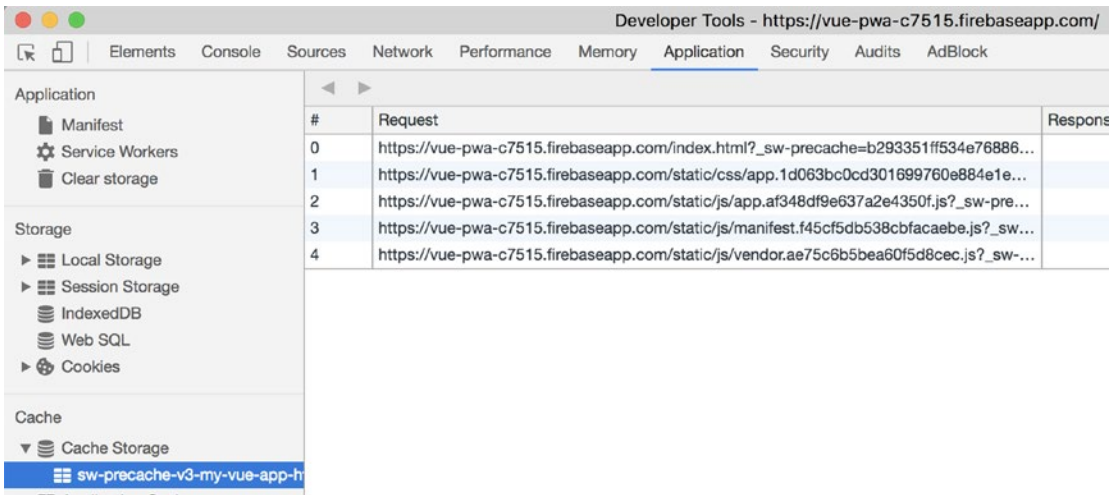 Developer Tools - https://vue-pwa-c7515.firebaseapp.com/
Elements Console Sources Network Performance Memory Application Security Audits AdBlock
Application
Manifest
Service Workers
Clear storage
Storage
Local Storage
Session Storage
IndexedDB
Web SQL
Cookies
Cache
Cache Storage
sw-precache-v3-my-vue-app-h
# Request Respons
0 https://vue-pwa-c7515.firebaseapp.com/index.html?_sw-precache=b293351ff534e76886...
1 https://vue-pwa-c7515.firebaseapp.com/static/css/app.1d063bc0cd301699760e884e1e...
2 https://vue-pwa-c7515.firebaseapp.com/static/js/app.af348df9e637a2e4350f.js?_sw-pre...
3 https://vue-pwa-c7515.firebaseapp.com/static/js/manifest.f45cf5db538cbfacaebe.js?_sw...
4 https://vue-pwa-c7515.firebaseapp.com/static/js/vendor.ae75c6b5bea60f5d8cec.js?_sw-...